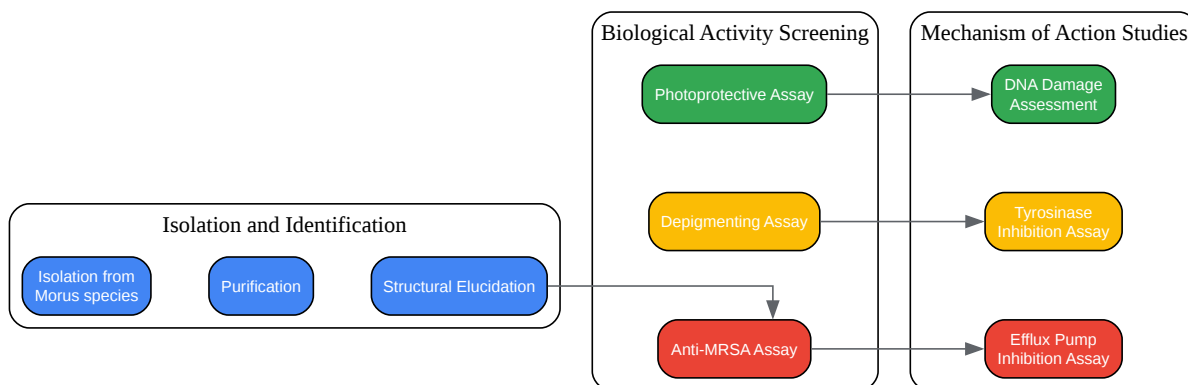 Isolation and Identification
Isolation from
Morus species
Purification
Structural Elucidation
Biological Activity Screening
Photoprotective Assay
Depigmenting Assay
Anti-MRSA Assay
Mechanism of Action Studies
DNA Damage
Assessment
Tyrosinase
Inhibition Assay
Efflux Pump
Inhibition Assay